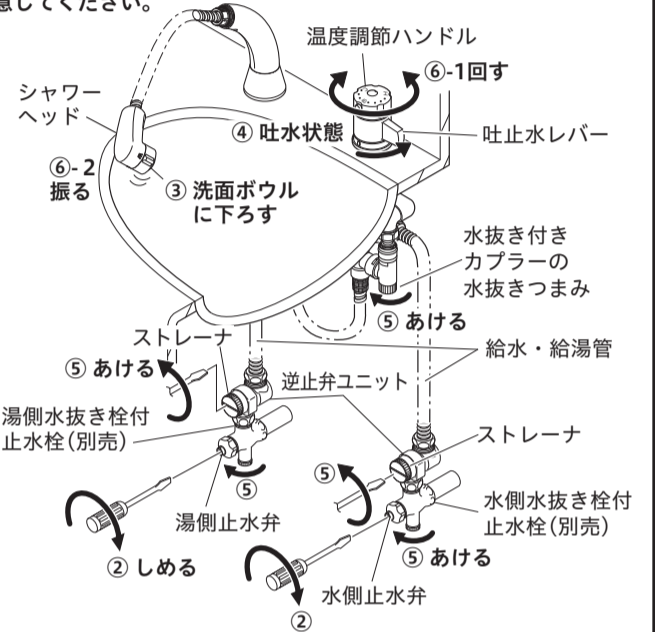 意してください。
温度調節ハンドル
⑥-1回す
シャワー
ヘッド
④ 吐水状態
吐止水レバー
⑥-2
振る
③ 洗面ボウル
に下ろす
水抜き付き
カプラーの
水抜きつまみ
⑤ あける
ストレーナ
給水・給湯管
⑤ あける
逆止弁ユニット
湯側水抜き栓付
止水栓(別売)
ストレーナ
⑤
⑤
湯側止水弁
水側水抜き栓付
止水栓(別売)
② しめる
⑤ あける
水側止水弁
②